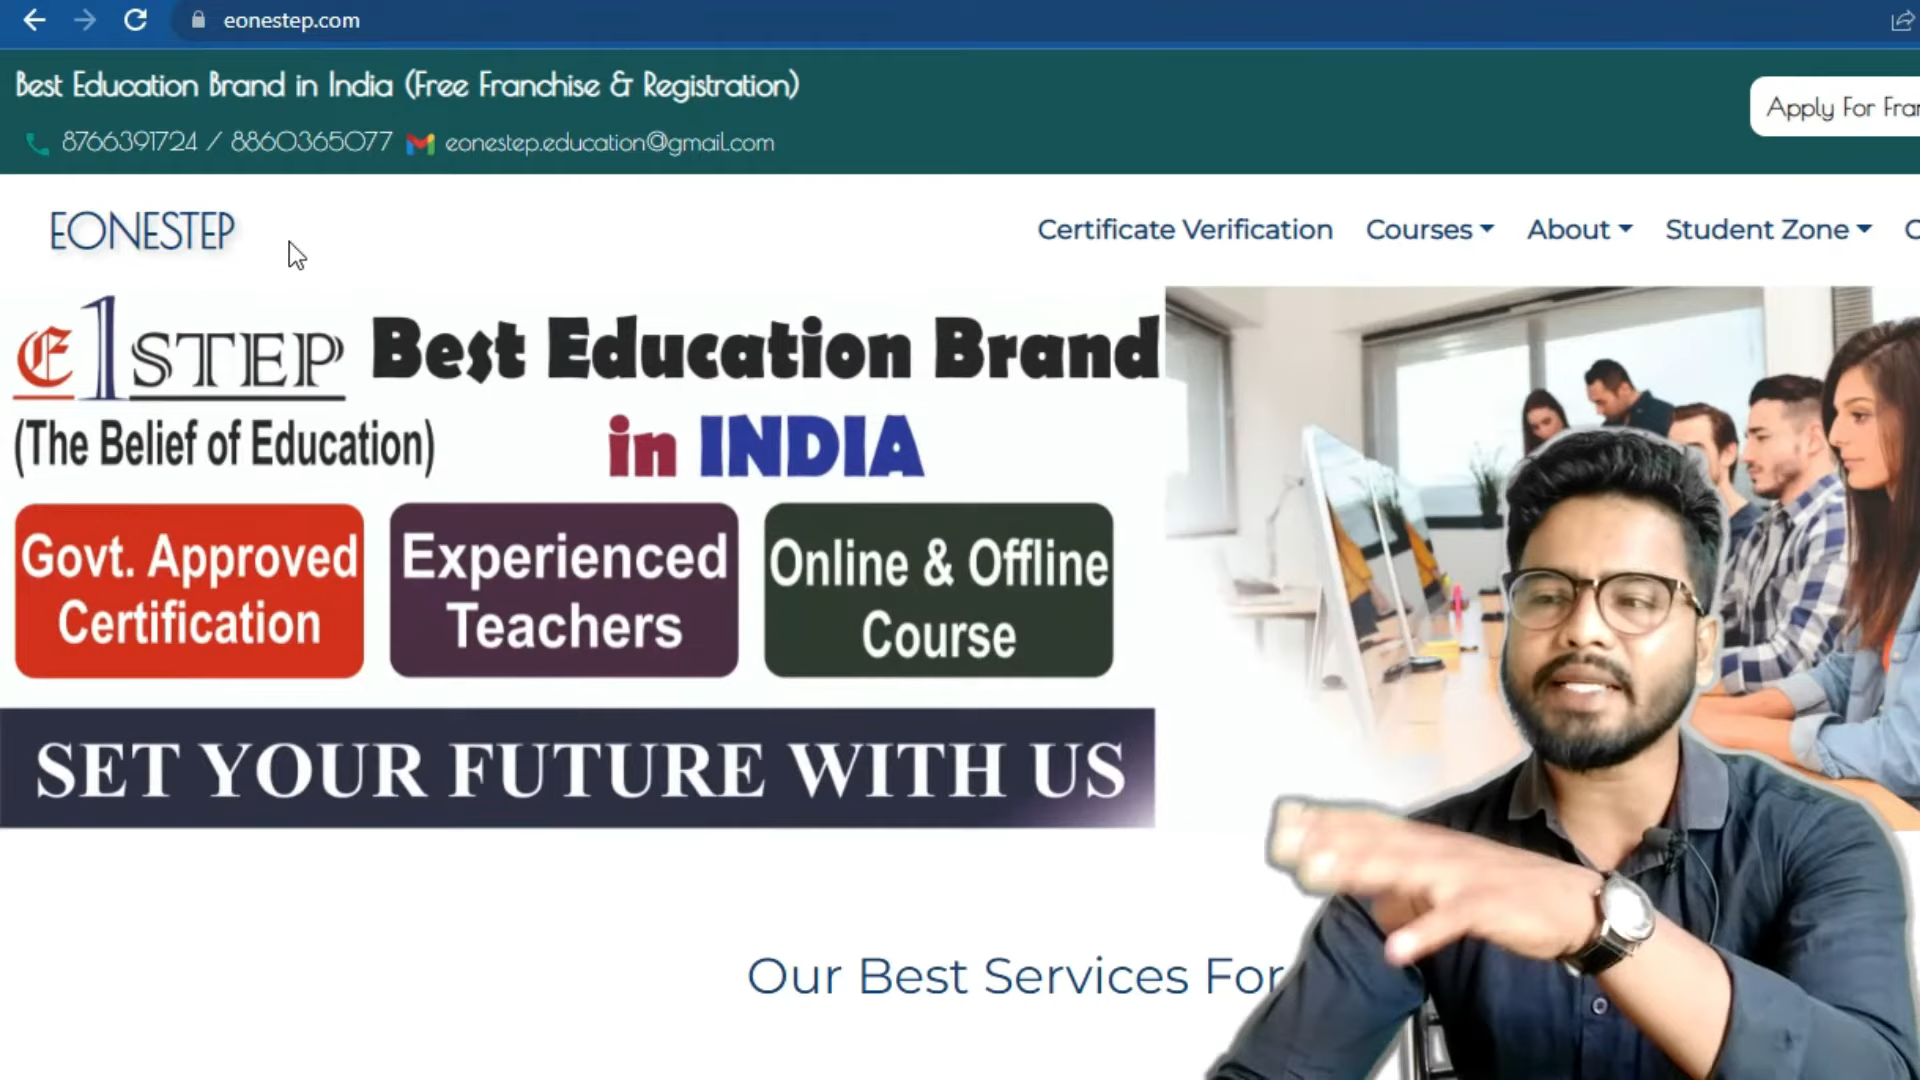 eonestep.com
Best Education Brand in India (Free Franchise & Registration)
8766391724 / 8860365077 eonestep.education@gmail.com
Apply For Fran
EONESTEP
Certificate Verification Courses About Student Zone
e1STEP
Best Education Brand
(The Belief of Education)
in INDIA
Govt. Approved
Certification
Experienced
Teachers
Online & Offline
Course
SET YOUR FUTURE WITH US
Our Best Services For